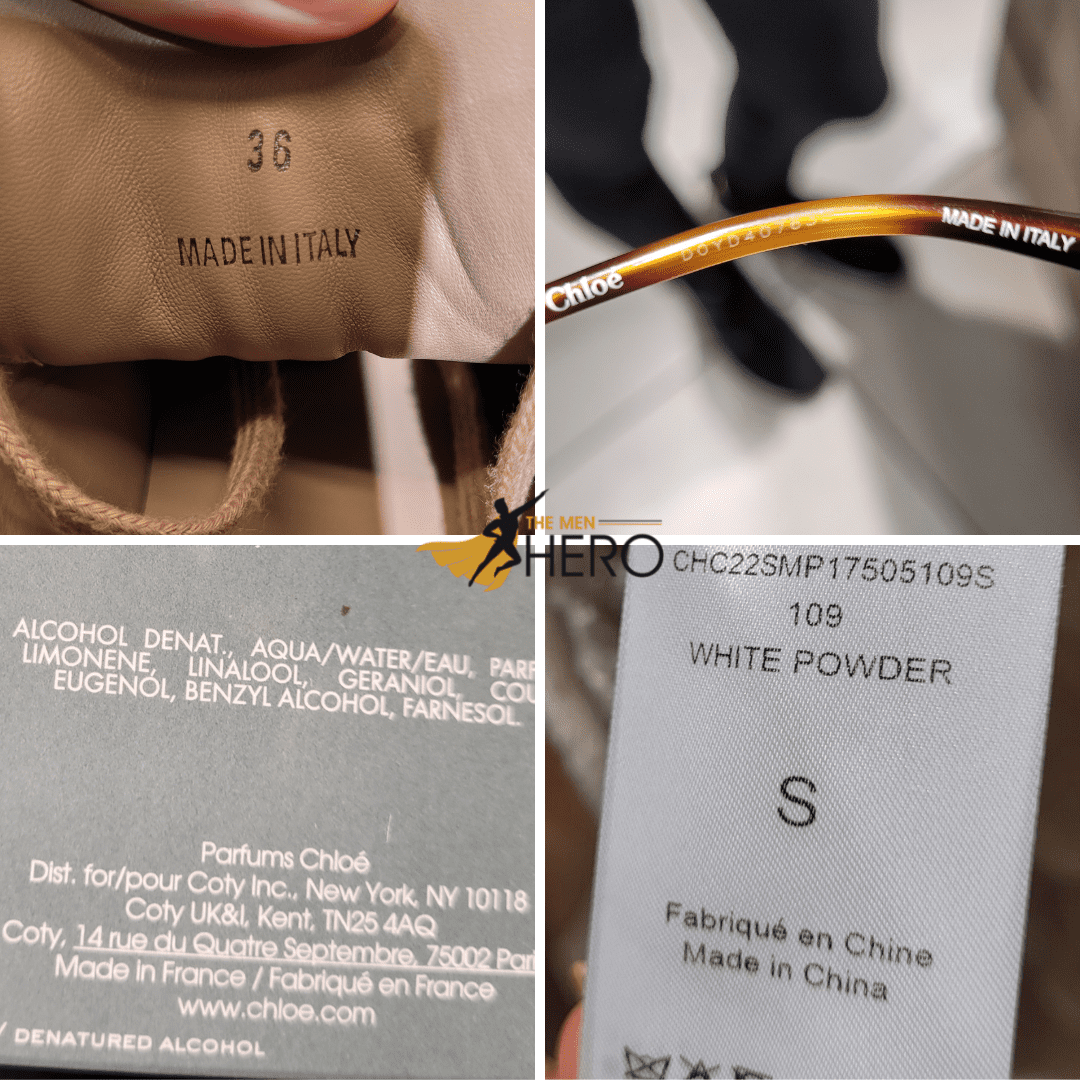 36
MADE IN ITALY
Chloé
MADE IN ITALY
THE MEN
HERO
ALCOHOL DENAT., AQUA/WATER/EAU,
LIMONENE, LINALOOL, GERANIOL,
EUGENOL, BENZYL ALCOHOL, FARNESOL.
Parfums Chloé
Dist. for/pour Coty Inc., New York, NY 10118
Coty UK&I, Kent, TN25 4AQ
Coty, 14 rue du Quatre Septembre, 75002
Made in France / Fabriqué en France
www.chloe.com
/ DENATURED ALCOHOL
CHC22SMP17505109S
109
WHITE POWDER
S
Fabriqué en Chine
Made in China